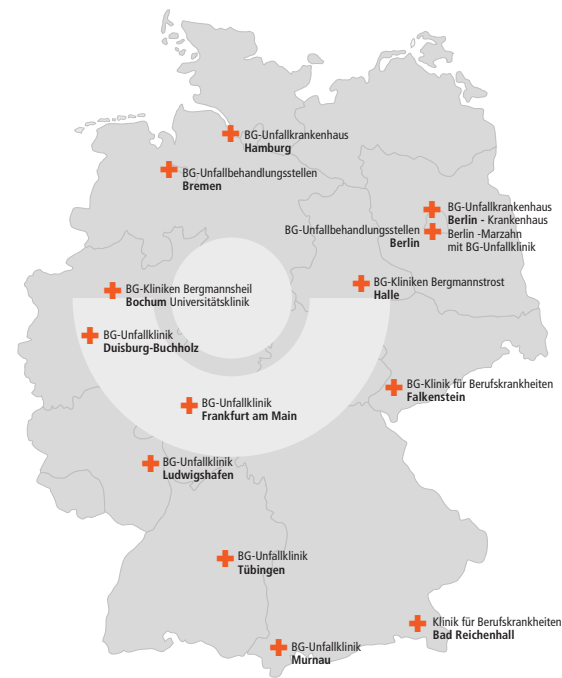 BG-Unfallkrankenhaus
Hamburg
BG-Unfallbehandlungsstellen
Bremen
BG-Unfallkrankenhaus
Berlin - Krankenhaus
Berlin -Marzahn
mit BG-Unfallklinik
BG-Unfallbehandlungsstellen
Berlin
BG-Kliniken Bergmannstrost
Halle
BG-Kliniken Bergmannsheil
Bochum Universitätsklinik
BG-Unfallklinik
Duisburg-Buchholz
BG-Klinik für Berufskrankheiten
Falkenstein
BG-Unfallklinik
Frankfurt am Main
BG-Unfallklinik
Ludwigshafen
BG-Unfallklinik
Tübingen
Klinik für Berufskrankheiten
Bad Reichenhall
BG-Unfallklinik
Murnau